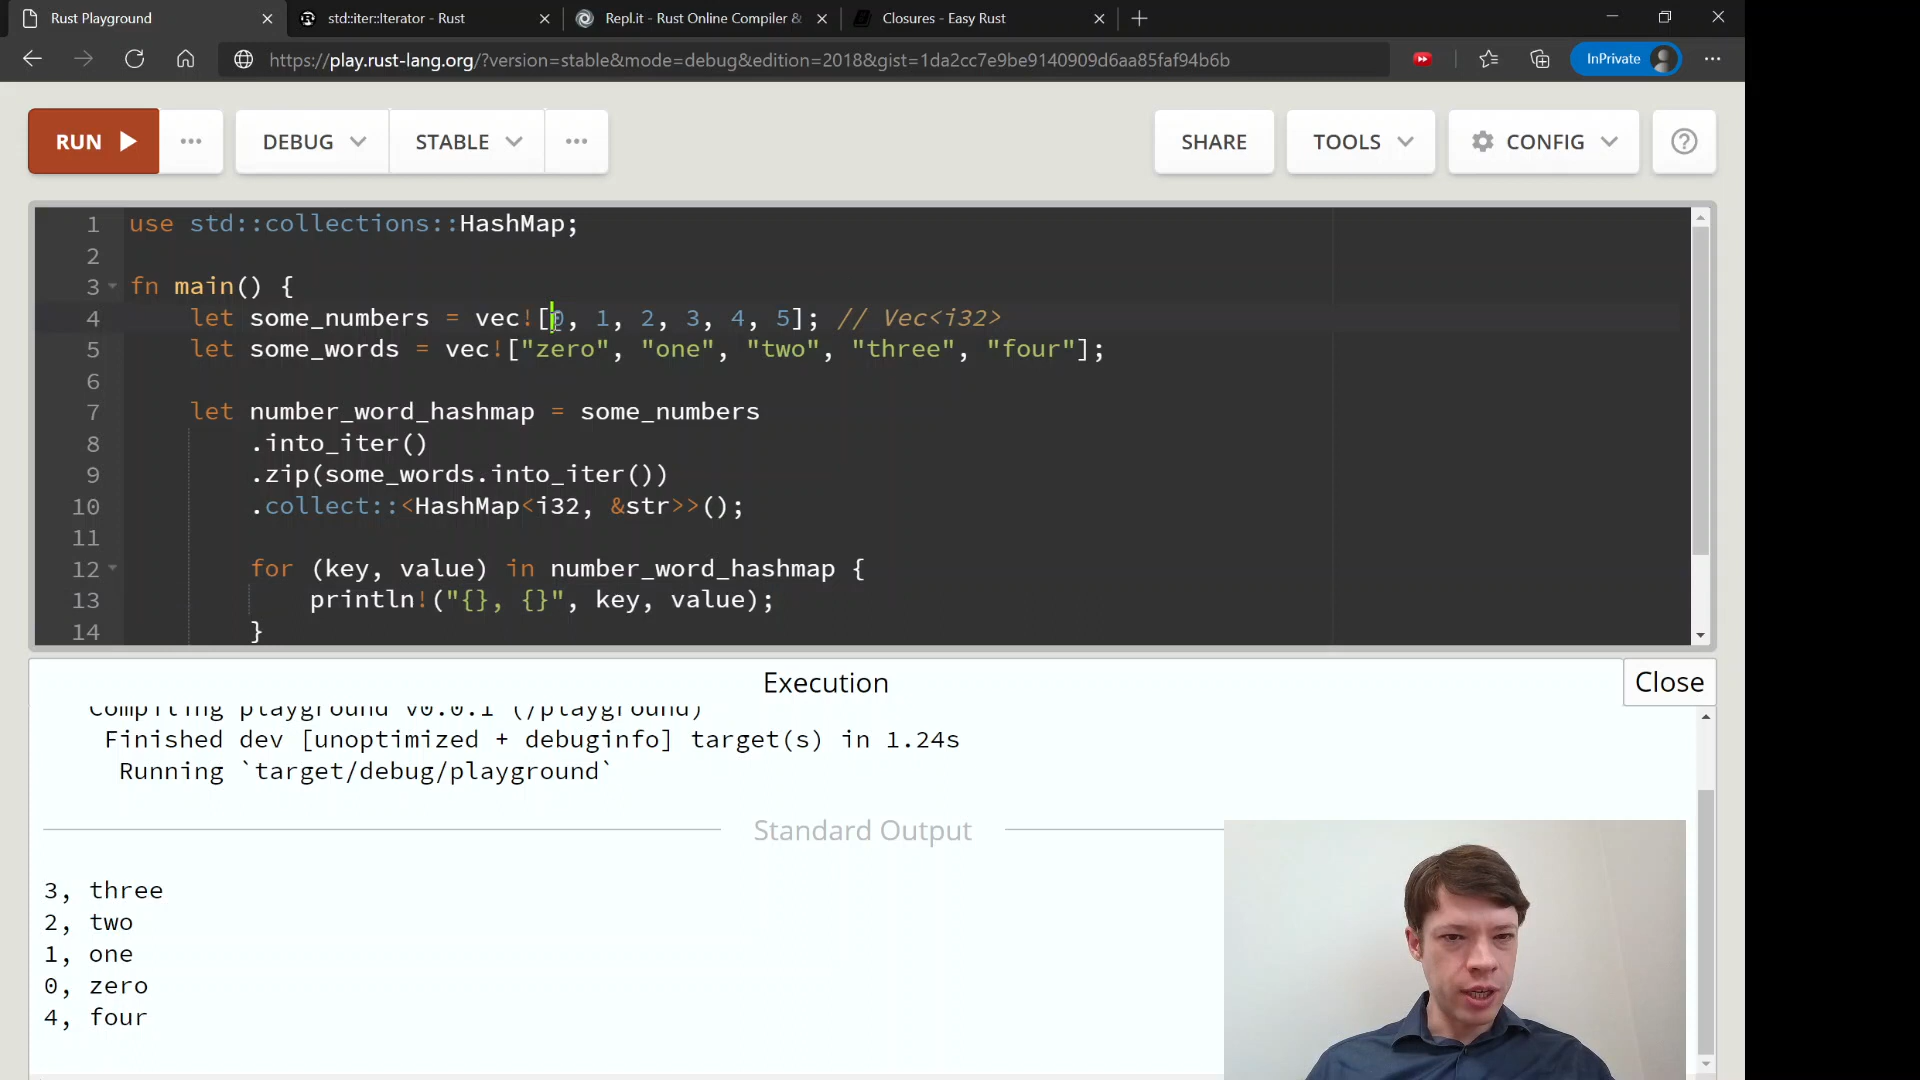 Rust Playground
std::iter::Iterator - Rust
Repl.it - Rust Online Compiler &
Closures - Easy Rust
https://play.rust-lang.org/?version=stable&mode=debug&edition=2018&gist=1da2cc7e9be9140909d6aa85faf94b6b
InPrivate
RUN
DEBUG
STABLE
SHARE
TOOLS
CONFIG
1 use std::collections::HashMap;
2
3 fn main() {
4 let some_numbers = vec![0, 1, 2, 3, 4, 5]; // Vec<i32>
5 let some_words = vec!["zero", "one", "two", "three", "four"];
6
7 let number_word_hashmap = some_numbers
8 .into_iter()
9 .zip(some_words.into_iter())
10 .collect::<HashMap<i32, &str>>();
11
12 for (key, value) in number_word_hashmap {
13 println!("{}, {}", key, value);
14 }
Execution
Close
Compiling playground v0.0.1 (/playground)
Finished dev [unoptimized + debuginfo] target(s) in 1.24s
Running `target/debug/playground`
Standard Output
3, three
2, two
1, one
0, zero
4, four